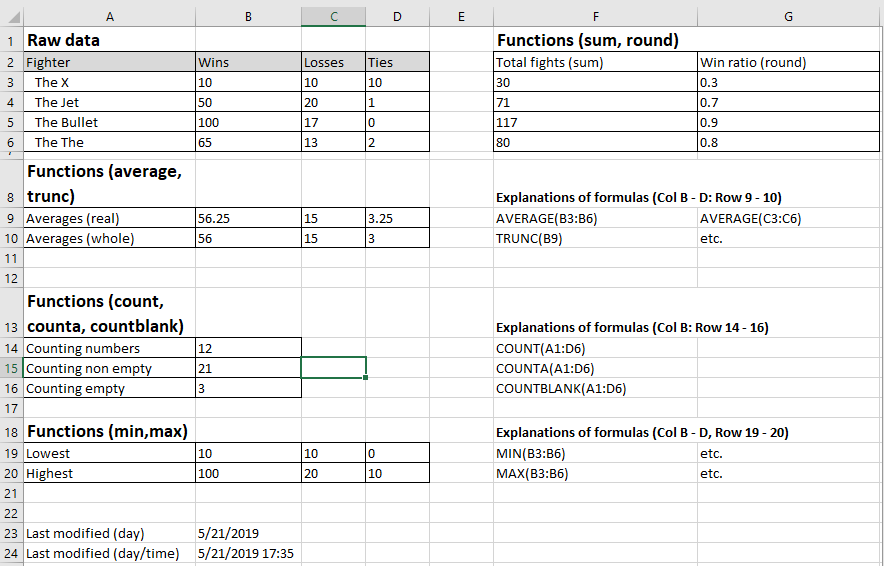 A B C D E F G
1 Raw data Functions (sum, round)
2 Fighter Wins Losses Ties Total fights (sum) Win ratio (round)
3 The X 10 10 10 30 0.3
4 The Jet 50 20 1 71 0.7
5 The Bullet 100 17 0 117 0.9
6 The The 65 13 2 80 0.8
Functions (average,
8 trunc) Explanations of formulas (Col B - D: Row 9 - 10)
9 Averages (real) 56.25 15 3.25 AVERAGE(B3:B6) AVERAGE(C3:C6)
10 Averages (whole) 56 15 3 TRUNC(B9) etc.
11
12
Functions (count,
13 counta, countblank) Explanations of formulas (Col B: Row 14 - 16)
14 Counting numbers 12 COUNT(A1:D6)
15 Counting non empty 21 COUNTA(A1:D6)
16 Counting empty 3 COUNTBLANK(A1:D6)
17
18 Functions (min,max) Explanations of formulas (Col B - D, Row 19 - 20)
19 Lowest 10 10 0 MIN(B3:B6) etc.
20 Highest 100 20 10 MAX(B3:B6) etc.
21
22
23 Last modified (day) 5/21/2019
24 Last modified (day/time) 5/21/2019 17:35